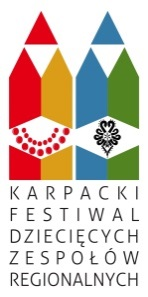 KARPACKI
FESTIWAL
DZIECIĘCYCH
ZESPOŁÓW
REGIONALNYCH